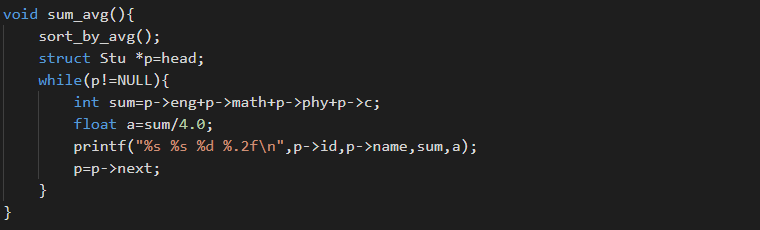 void sum_avg(){
    sort_by_avg();
    struct Stu *p=head;
    while(p!=NULL){
        int sum=p->eng+p->math+p->phy+p->c;
        float a=sum/4.0;
        printf("%s %s %d %.2f\n",p->id,p->name,sum,a);
        p=p->next;
    }
}